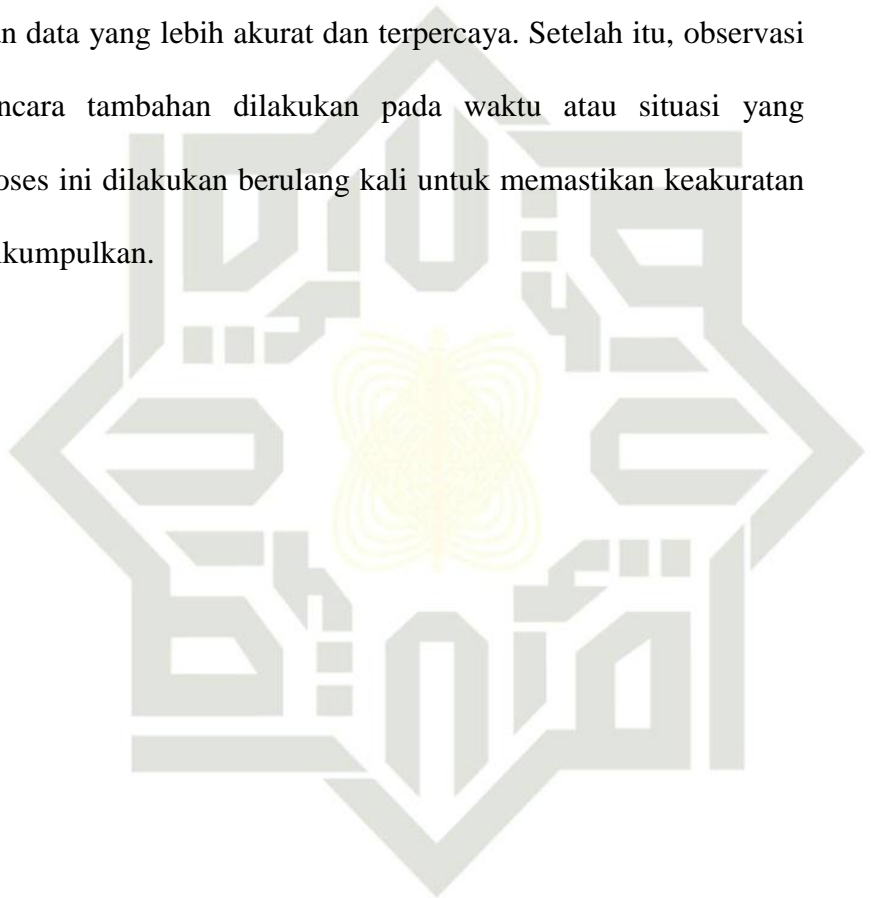 n data yang lebih akurat dan terpercaya. Setelah itu, observasi
ncara tambahan dilakukan pada waktu atau situasi yang
oses ini dilakukan berulang kali untuk memastikan keakuratan
kumpulkan.